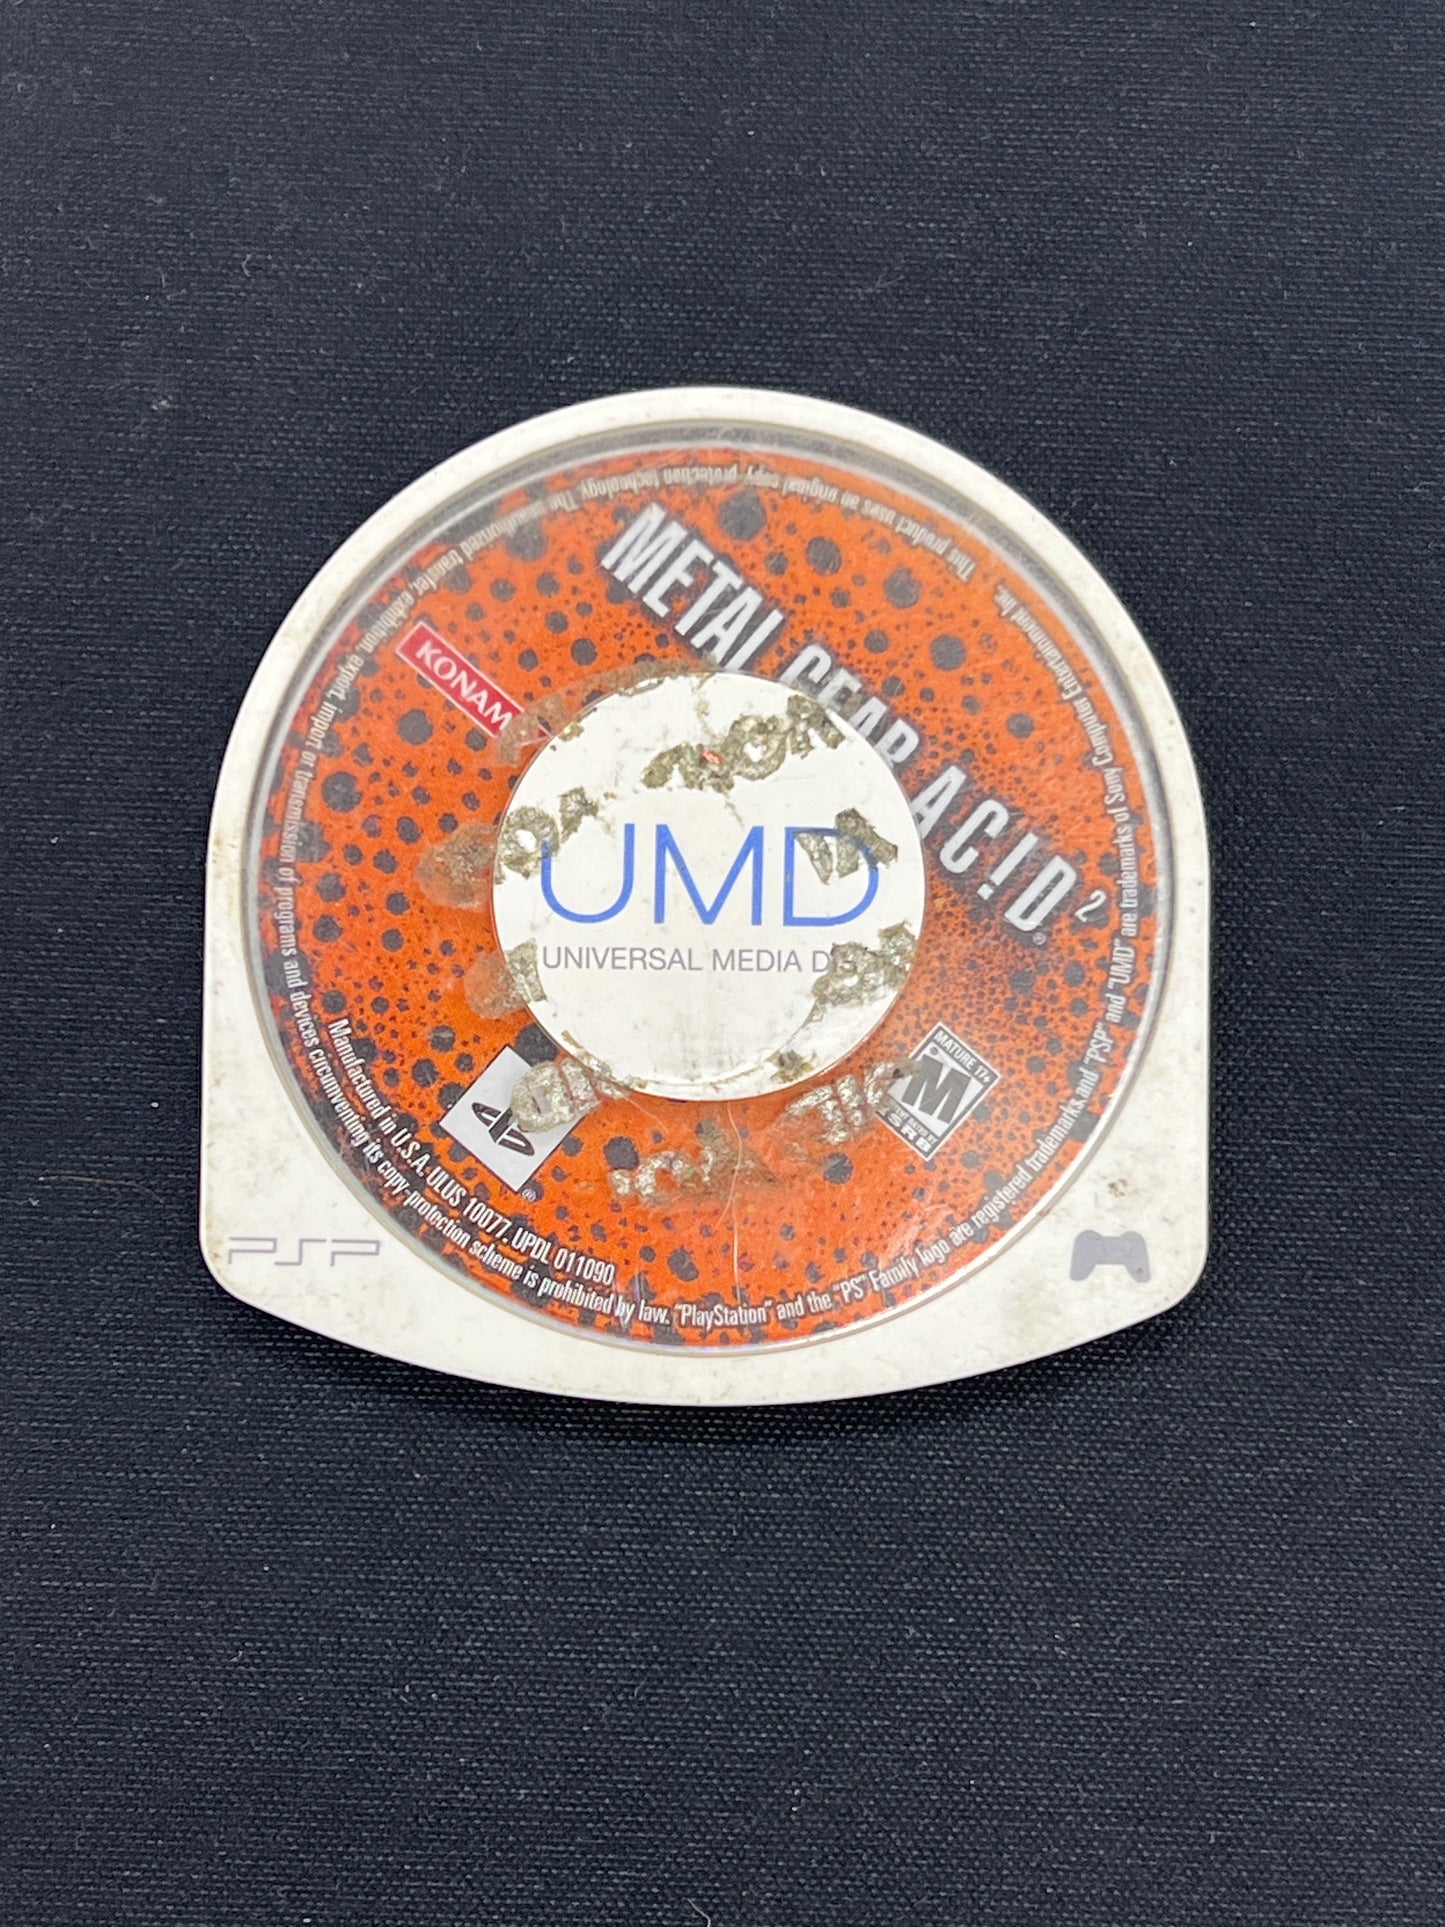 This product uses an original copy protection technology. The unauthorized transfer, exhibition, export, import or transmission of programs and devices circumventing its copy-protection scheme is prohibited by law. "PlayStation" and the "PS" Family logo are registered trademarks and "PSP" and "UMD" are trademarks of Sony Computer Entertainment Inc.
METAL GEAR AC!D 2
®
KONAMI
UMD
UNIVERSAL MEDIA DISC
MATURE 17+
M
ESRB
®
Manufactured in U.S.A. ULUS 10077. UPDL 011090
PSP